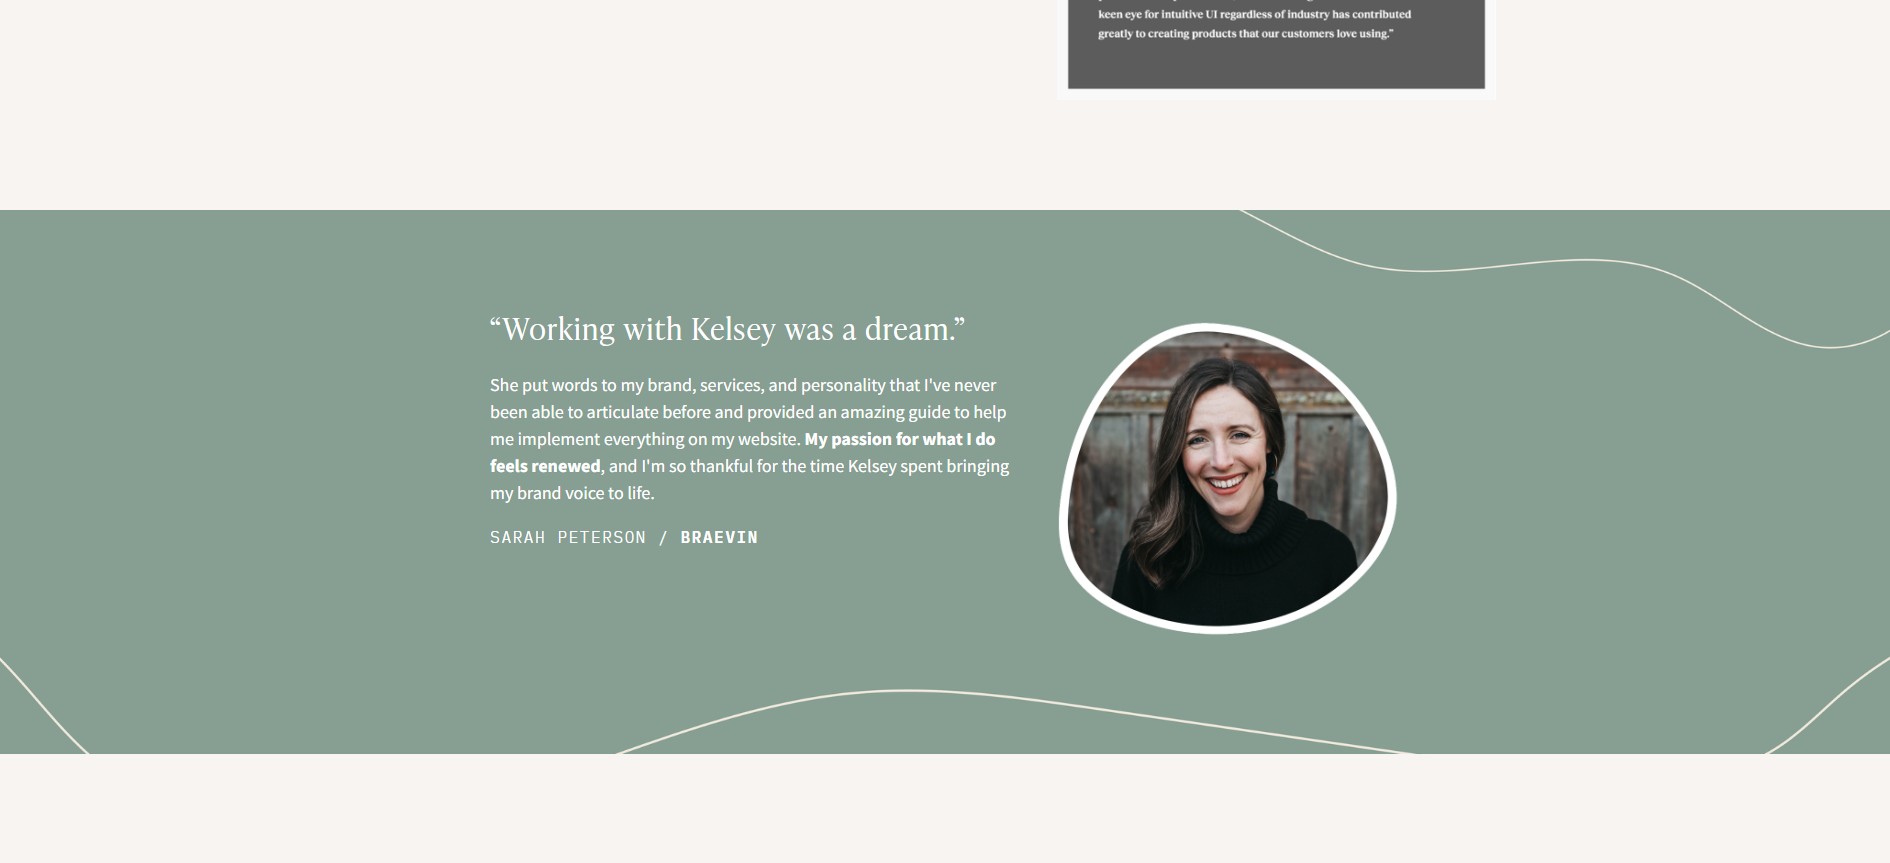 keen eye for intuitive UI regardless of industry has contributed
greatly to creating products that our customers love using.”
“Working with Kelsey was a dream.”
She put words to my brand, services, and personality that I've never
been able to articulate before and provided an amazing guide to help
me implement everything on my website. My passion for what I do
feels renewed, and I'm so thankful for the time Kelsey spent bringing
my brand voice to life.
SARAH PETERSON / BRAEVIN